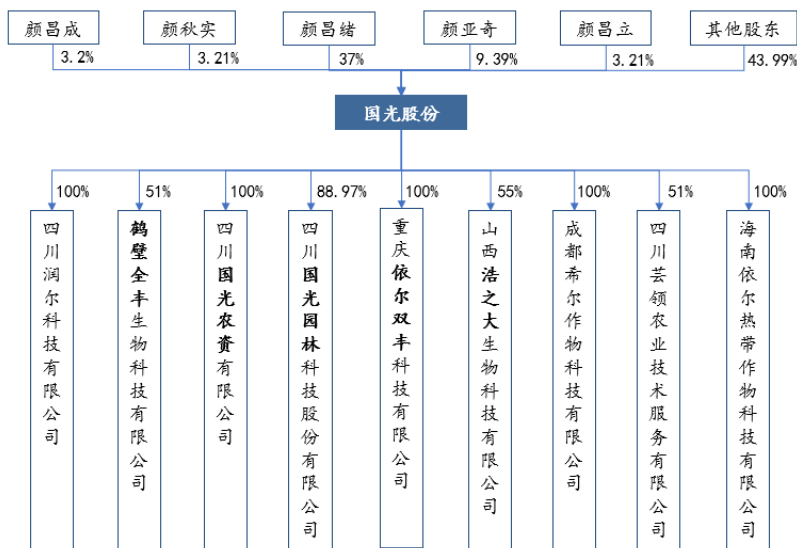 颜昌成
颜秋实
颜昌绪
颜亚奇
颜昌立
其他股东
3.2%
3.21%
37%
9.39%
3.21%
43.99%
国光股份
100%
51%
100%
88.97%
100%
55%
100%
51%
100%
四川润尔科技有限公司
鹤壁全丰生物科技有限公司
四川国光农资有限公司
四川国光园林科技股份有限公司
重庆依尔双丰科技有限公司
山西浩之大生物科技有限公司
成都希尔作物科技有限公司
四川芸领农业技术服务有限公司
海南依尔热带作物科技有限公司